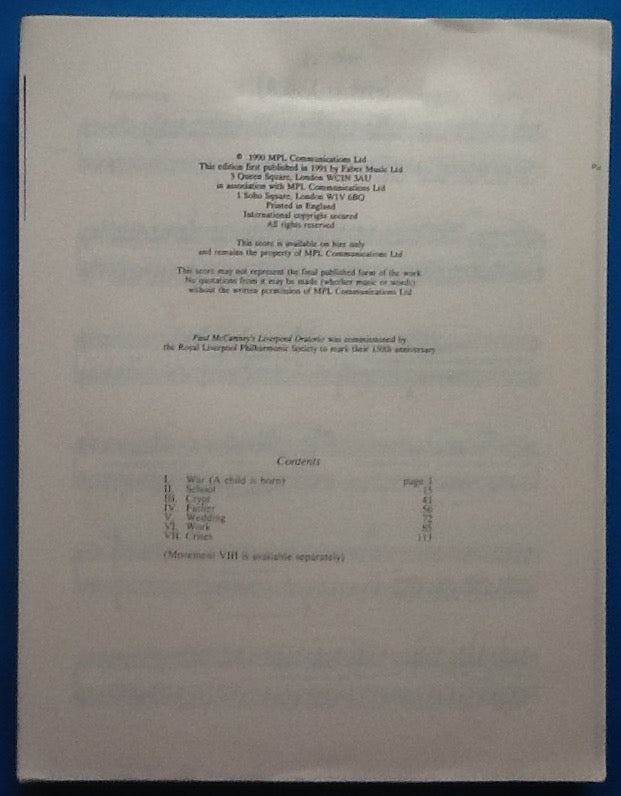 © 1990 MPL Communications Ltd
This edition first published in 1991 by Faber Music Ltd
3 Queen Square, London WC1N 3AU
in association with MPL Communications Ltd
1 Soho Square, London W1V 6BQ
Printed in England
International copyright secured
All rights reserved
This score is available on hire only
and remains the property of MPL Communications Ltd
This score may not represent the final published form of the work
No quotations from it may be made (whether music or words)
without the written permission of MPL Communications Ltd
Paul McCartney's Liverpool Oratorio was commissioned by
the Royal Liverpool Philharmonic Society to mark their 150th anniversary
Contents
I. War (A child is born) page 1
II. School 15
III. Crypt 41
IV. Father 56
V. Wedding 72
VI. Work 85
VII. Crises 113
(Movement VIII is available separately)